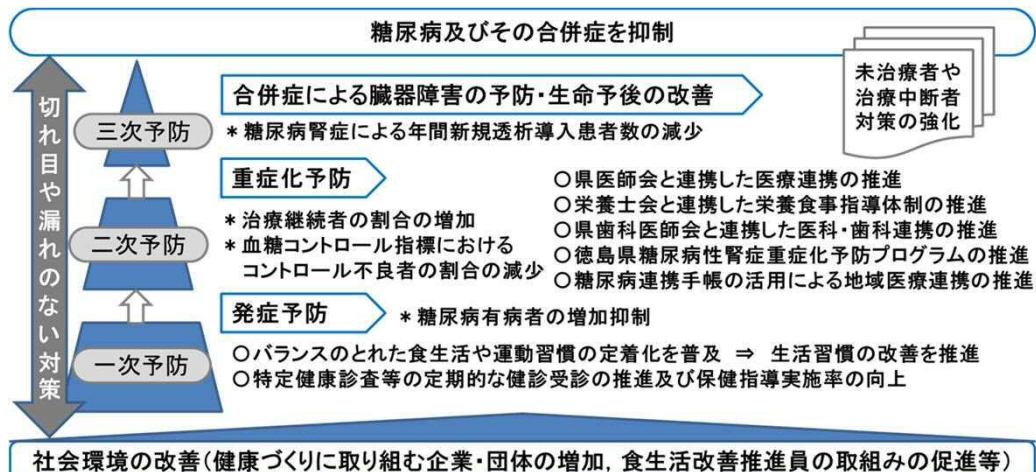 糖尿病及びその合併症を抑制
切れ目や漏れのない対策
未治療者や
治療中断者
対策の強化
三次予防
合併症による臓器障害の予防・生命予後の改善
*糖尿病腎症による年間新規透析導入患者数の減少
二次予防
重症化予防
*治療継続者の割合の増加
*血糖コントロール指標における
コントロール不良者の割合の減少
○県医師会と連携した医療連携の推進
○栄養士会と連携した栄養食事指導体制の推進
○県歯科医師会と連携した医科・歯科連携の推進
○徳島県糖尿病性腎症重症化予防プログラムの推進
○糖尿病連携手帳の活用による地域医療連携の推進
一次予防
発症予防
*糖尿病有病者の増加抑制
○バランスのとれた食生活や運動習慣の定着化を普及 ⇒ 生活習慣の改善を推進
○特定健康診査等の定期的な健診受診の推進及び保健指導実施率の向上
社会環境の改善(健康づくりに取り組む企業・団体の増加, 食生活改善推進員の取組みの促進等)